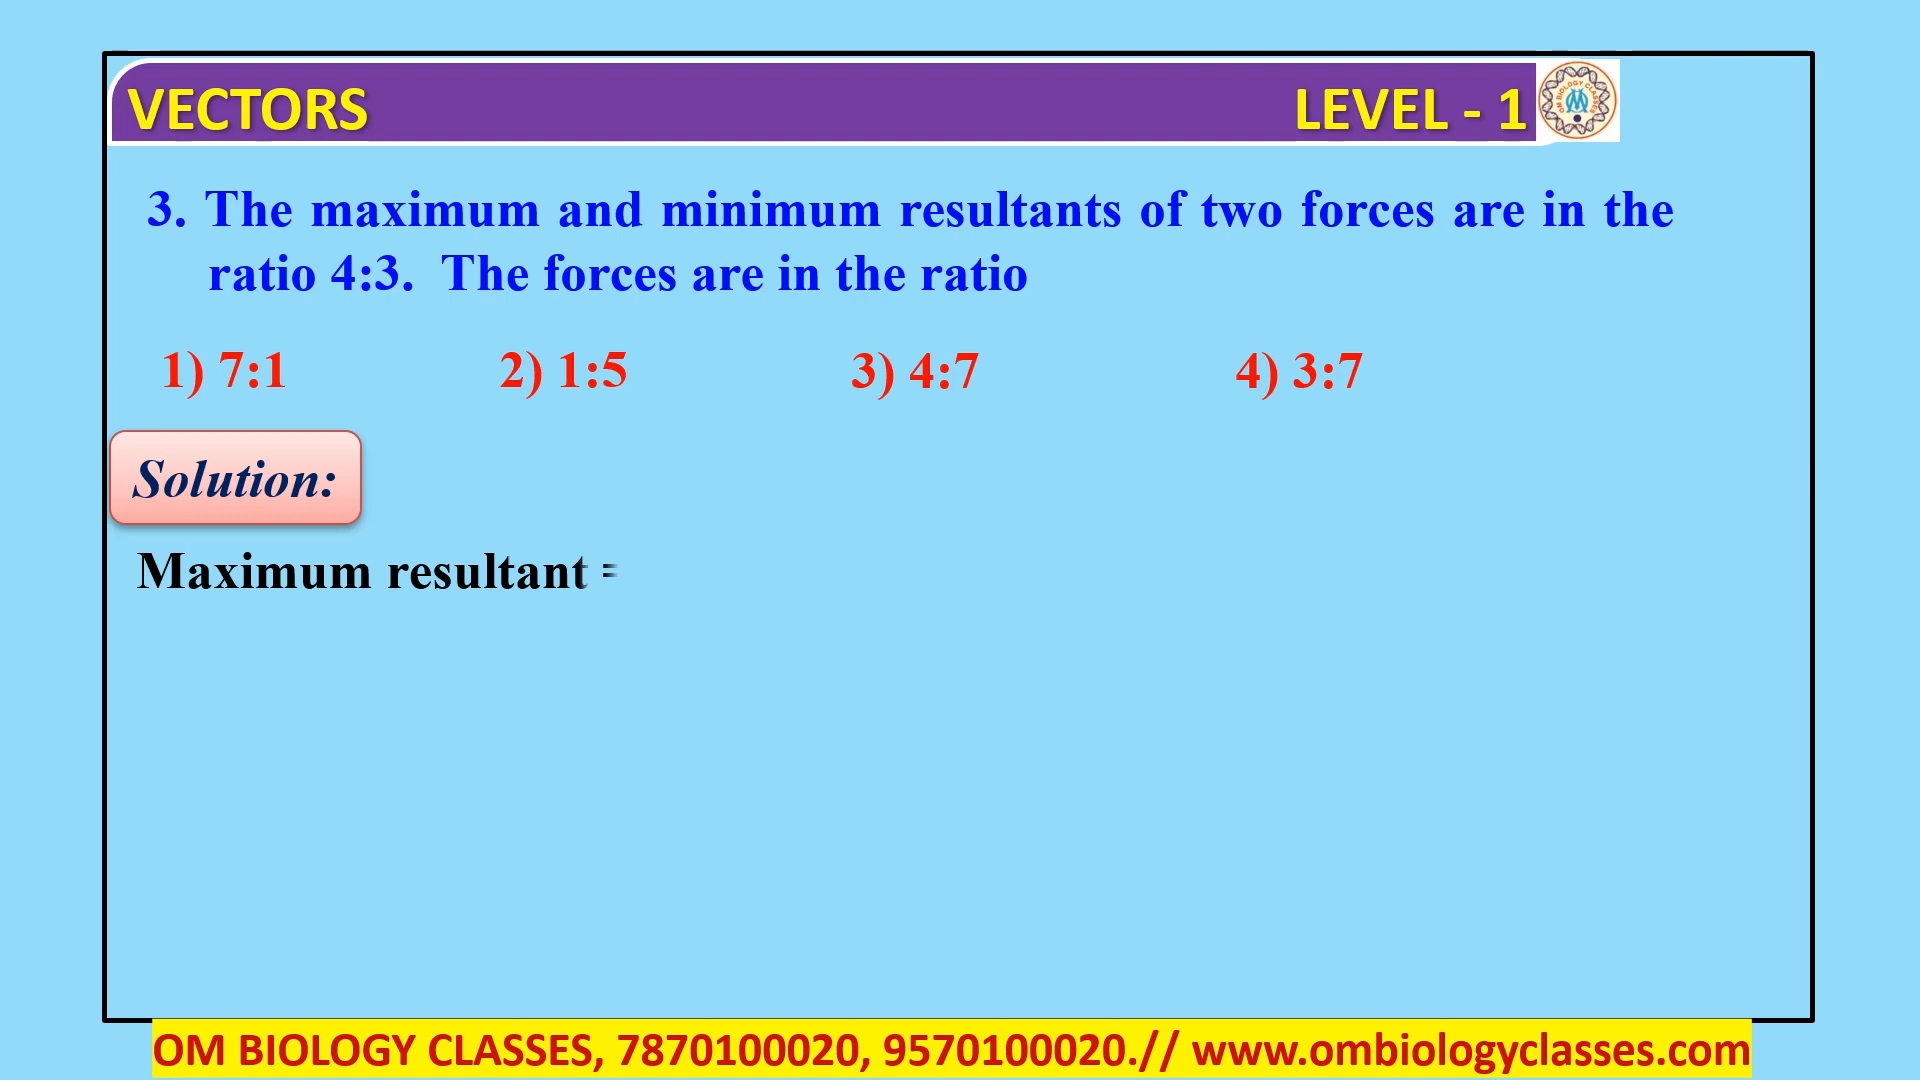 VECTORS LEVEL - 1
3. The maximum and minimum resultants of two forces are in the
ratio 4:3. The forces are in the ratio
1) 7:1 2) 1:5 3) 4:7 4) 3:7
Solution:
Maximum resultant =
OM BIOLOGY CLASSES, 7870100020, 9570100020.// www.ombiologyclasses.com